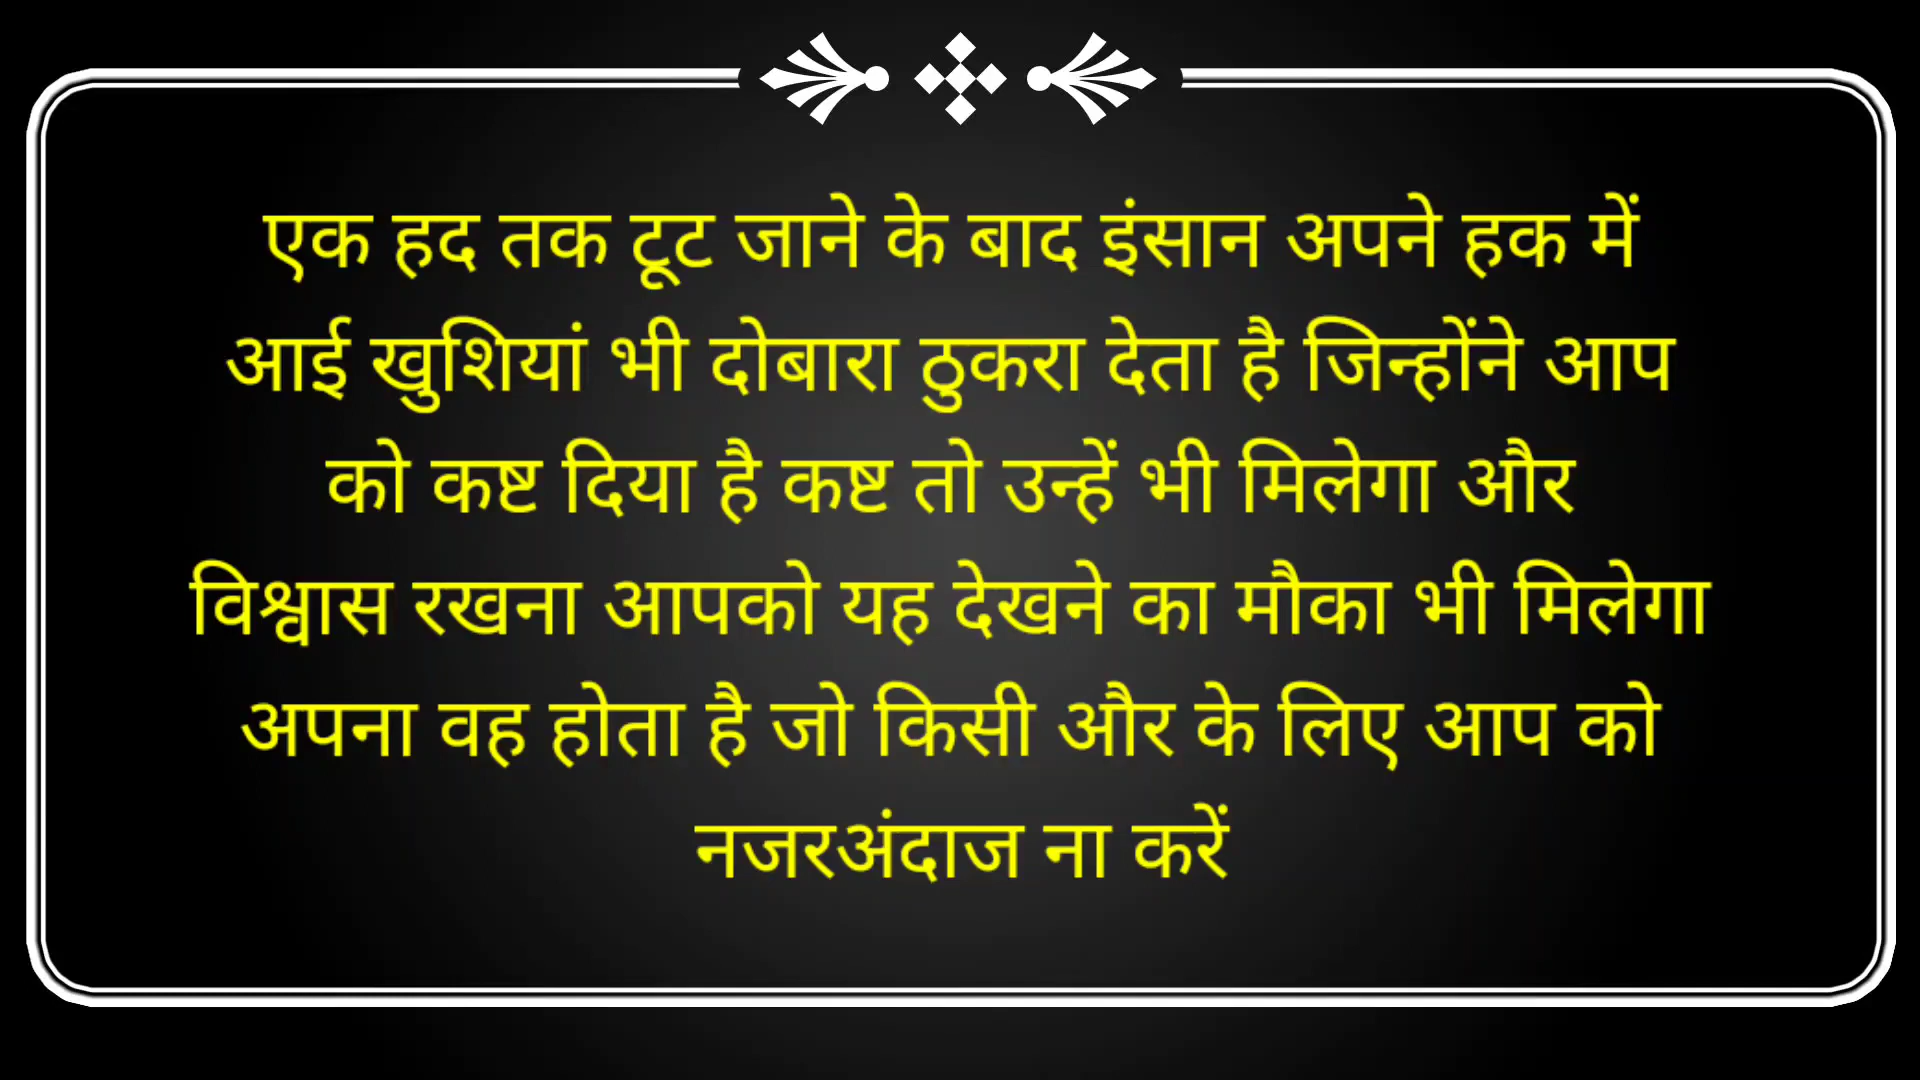 एक हद तक टूट जाने के बाद इंसान अपने हक में
आई खुशियां भी दोबारा ठुकरा देता है जिन्होंने आप
को कष्ट दिया है कष्ट तो उन्हें भी मिलेगा और
विश्वास रखना आपको यह देखने का मौका भी मिलेगा
अपना वह होता है जो किसी और के लिए आप को
नजरअंदाज ना करें